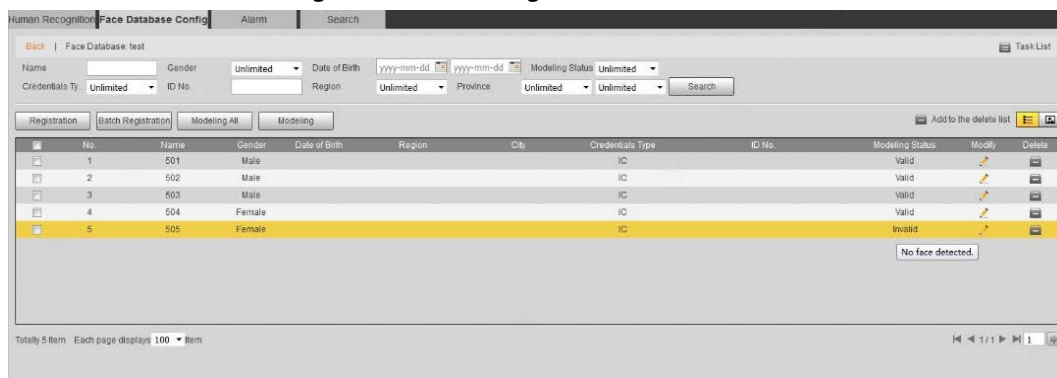 Human Recognition Face Database Config Alarm Search
Back | Face Database: test Task List
Name Gender Unlimited Date of Birth yyyy-mm-dd yyyy-mm-dd Modeling Status Unlimited
Credentials Ty... Unlimited ID No. Region Unlimited Province Unlimited Unlimited Search
Registration Batch Registration Modeling All Modeling Add to the delete list
No. Name Gender Date of Birth Region City Credentials Type ID No. Modeling Status Modify Delete
1 501 Male IC Valid
2 502 Male IC Valid
3 503 Male IC Valid
4 504 Female IC Valid
5 505 Female IC Invalid
No face detected.
Totally 5 Item Each page displays 100 Item 1/1 1